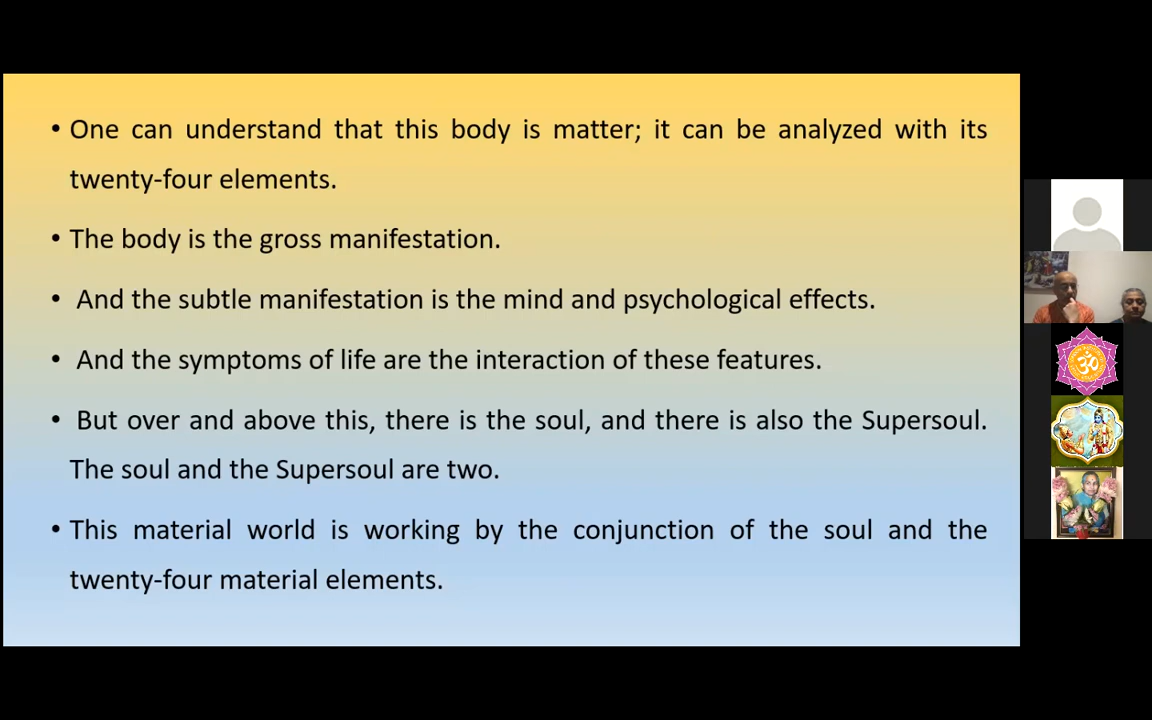 • One can understand that this body is matter; it can be analyzed with its
twenty-four elements.
• The body is the gross manifestation.
• And the subtle manifestation is the mind and psychological effects.
• And the symptoms of life are the interaction of these features.
• But over and above this, there is the soul, and there is also the Supersoul.
The soul and the Supersoul are two.
• This material world is working by the conjunction of the soul and the
twenty-four material elements.
ॐ